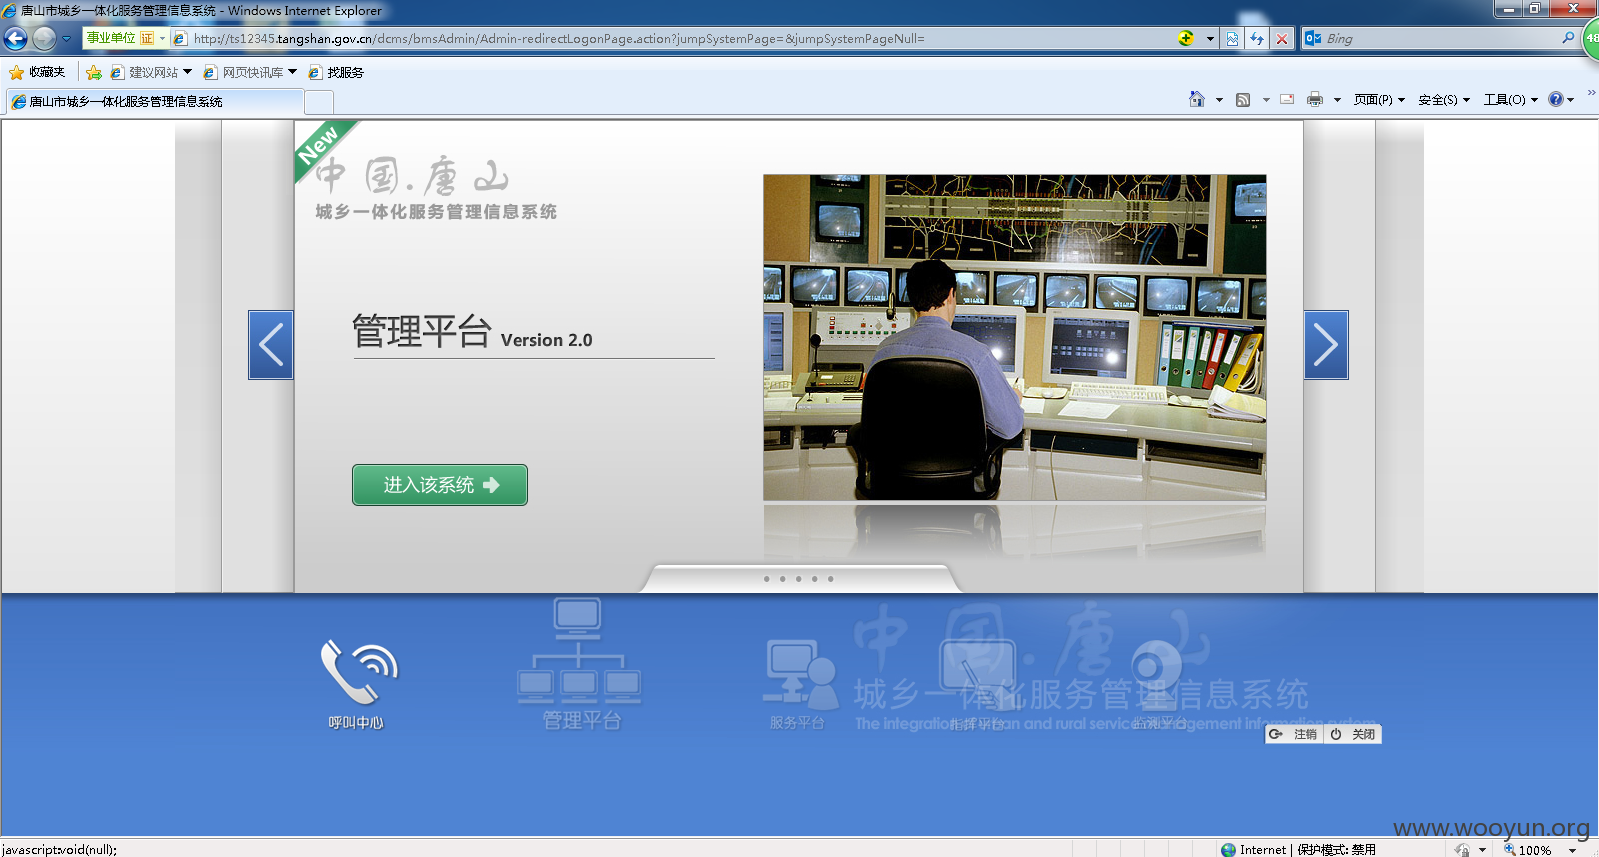 唐山市城乡一体化服务管理信息系统 - Windows Internet Explorer
事业单位 证 http://ts12345.tangshan.gov.cn/dcms/bmsAdmin/Admin-redirectLogonPage.action?jumpSystemPage=&jumpSystemPageNull= Bing 48
收藏夹 建议网站 网页快讯库 找服务
唐山市城乡一体化服务管理信息系统 页面(P) 安全(S) 工具(O) »
New
中国.唐山
城乡一体化服务管理信息系统
管理平台 Version 2.0
进入该系统
中国.唐山
城乡一体化服务管理信息系统
呼叫中心 管理平台 服务平台 指挥平台 监测平台
The integration urban and rural service management information system
注销 关闭
www.wooyun.org
javascript:void(null); Internet | 保护模式: 禁用 100%